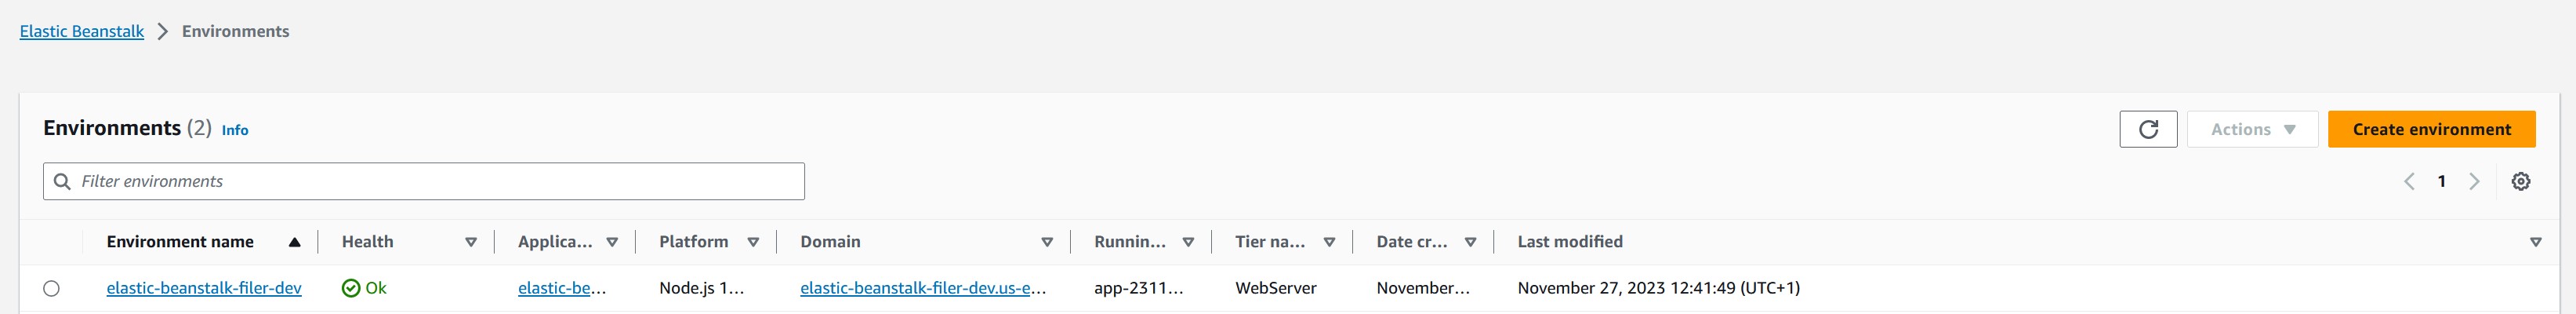 Elastic Beanstalk > Environments
Environments (2) Info
Actions
Create environment
Filter environments
1
Environment name Health Applica... Platform Domain Runnin... Tier na... Date cr... Last modified
elastic-beanstalk-filer-dev Ok elastic-be... Node.js 1... elastic-beanstalk-filer-dev.us-e... app-2311... WebServer November... November 27, 2023 12:41:49 (UTC+1)